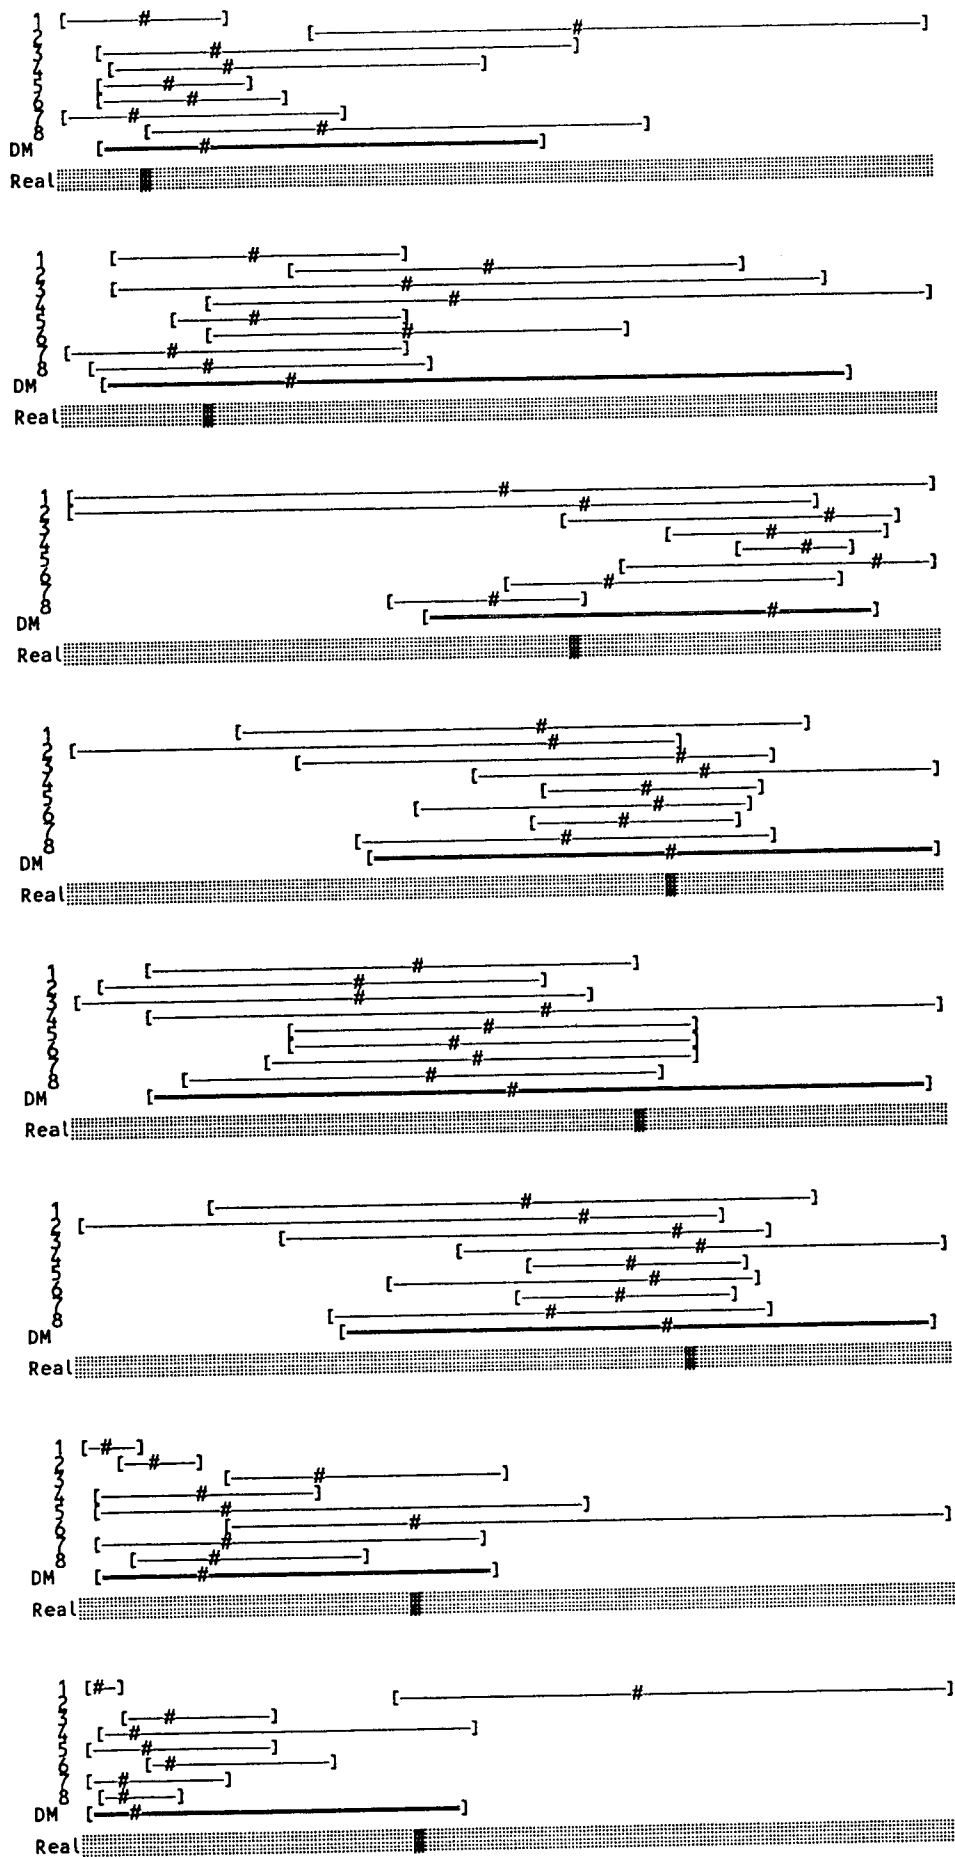 1 [ # ]
2 [ # ]
3 [ # ]
4 [ # ]
5 [ # ]
6 [ # ]
7 [ # ]
8 [ # ]
DM [ # ]
Real
1 [ # ]
2 [ # ]
3 [ # ]
4 [ # ]
5 [ # ]
6 [ # ]
7 [ # ]
8 [ # ]
DM [ # ]
Real
1 [ # ]
2 [ # ]
3 [ # ]
4 [ # ]
5 [ # ]
6 [ # ]
7 [ # ]
8 [ # ]
DM [ # ]
Real
1 [ # ]
2 [ # ]
3 [ # ]
4 [ # ]
5 [ # ]
6 [ # ]
7 [ # ]
8 [ # ]
DM [ # ]
Real
1 [ # ]
2 [ # ]
3 [ # ]
4 [ # ]
5 [ # ]
6 [ # ]
7 [ # ]
8 [ # ]
DM [ # ]
Real
1 [ # ]
2 [ # ]
3 [ # ]
4 [ # ]
5 [ # ]
6 [ # ]
7 [ # ]
8 [ # ]
DM [ # ]
Real
1 [ # ]
2 [ # ]
3 [ # ]
4 [ # ]
5 [ # ]
6 [ # ]
7 [ # ]
8 [ # ]
DM [ # ]
Real
1 [ # ]
2 [ # ]
3 [ # ]
4 [ # ]
5 [ # ]
6 [ # ]
7 [ # ]
8 [ # ]
DM [ # ]
Real